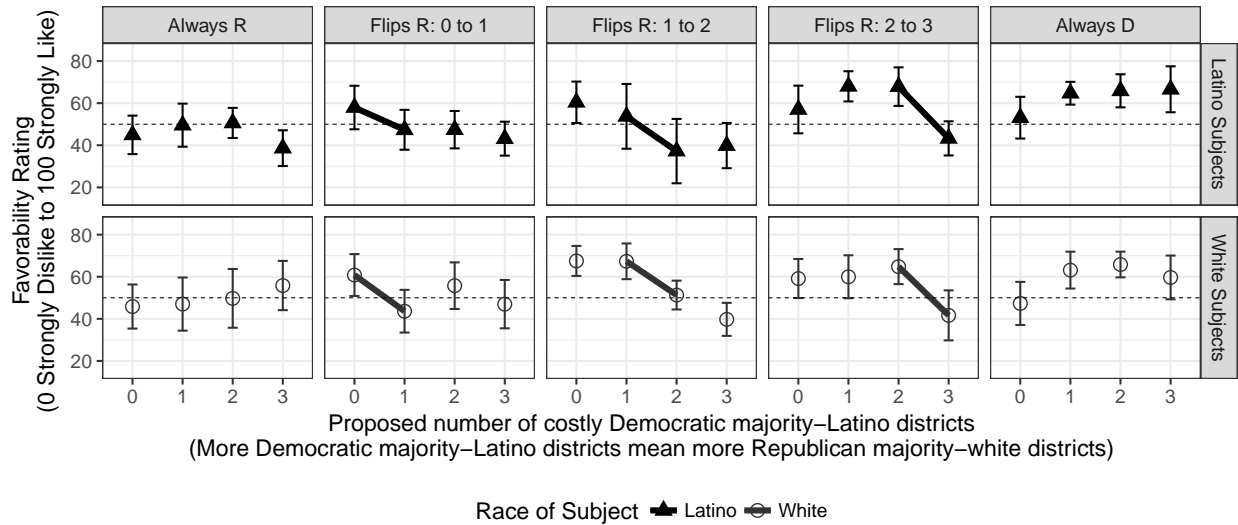 Always R
Flips R: 0 to 1
Flips R: 1 to 2
Flips R: 2 to 3
Always D
Favorability Rating
(0 Strongly Dislike to 100 Strongly Like)
80
60
40
20
Latino Subjects
80
60
40
20
White Subjects
0 1 2 3 0 1 2 3 0 1 2 3 0 1 2 3 0 1 2 3
Proposed number of costly Democratic majority−Latino districts
(More Democratic majority−Latino districts mean more Republican majority−white districts)
Race of Subject Latino White